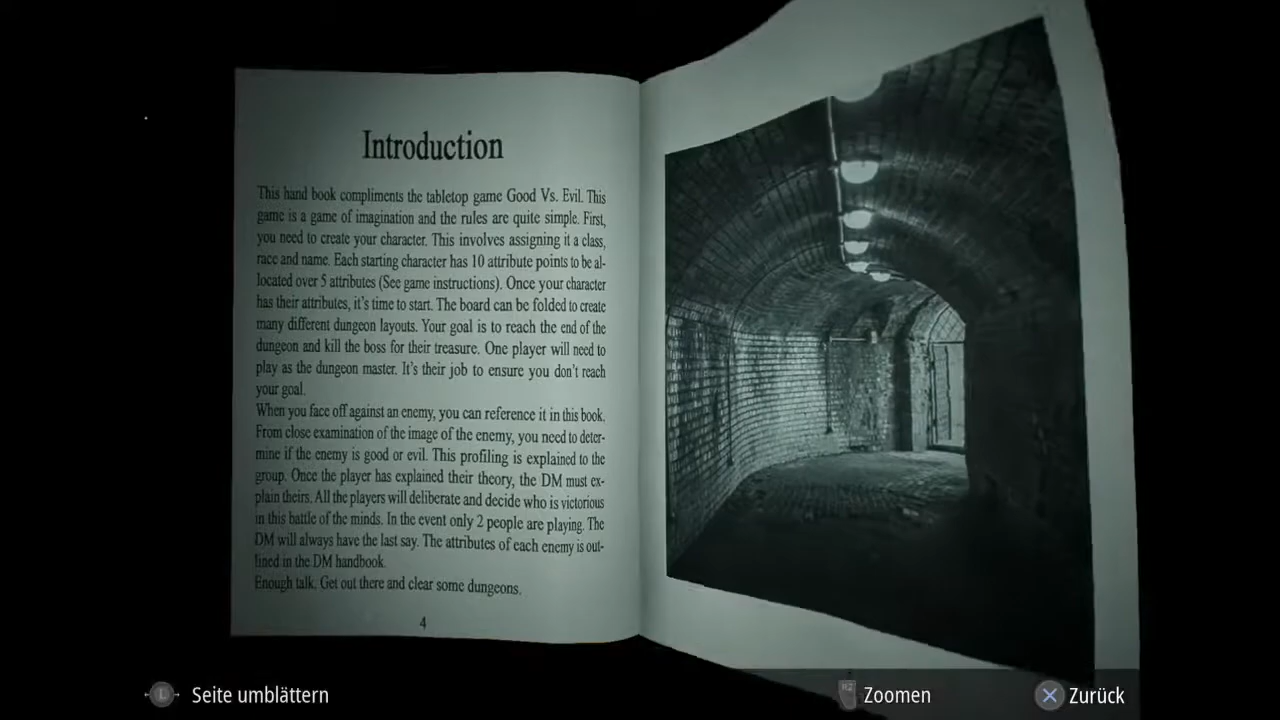 Introduction
This hand book compliments the tabletop game Good Vs. Evil. This
game is a game of imagination and the rules are quite simple. First,
you need to create your character. This involves assigning it a class,
race and name. Each starting character has 10 attribute points to be al-
located over 5 attributes (See game instructions). Once your character
has their attributes, it's time to start. The board can be folded to create
many different dungeon layouts. Your goal is to reach the end of the
dungeon and kill the boss for their treasure. One player will need to
play as the dungeon master. It's their job to ensure you don't reach
your goal.
When you face off against an enemy, you can reference it in this book.
From close examination of the image of the enemy, you need to deter-
mine if the enemy is good or evil. This profiling is explained to the
group. Once the player has explained their theory, the DM must ex-
plain theirs. All the players will deliberate and decide who is victorious
in this battle of the minds. In the event only 2 people are playing. The
DM will always have the last say. The attributes of each enemy is out-
lined in the DM handbook.
Enough talk. Get out there and clear some dungeons.
4
L Seite umblättern
R2 Zoomen
Zurück